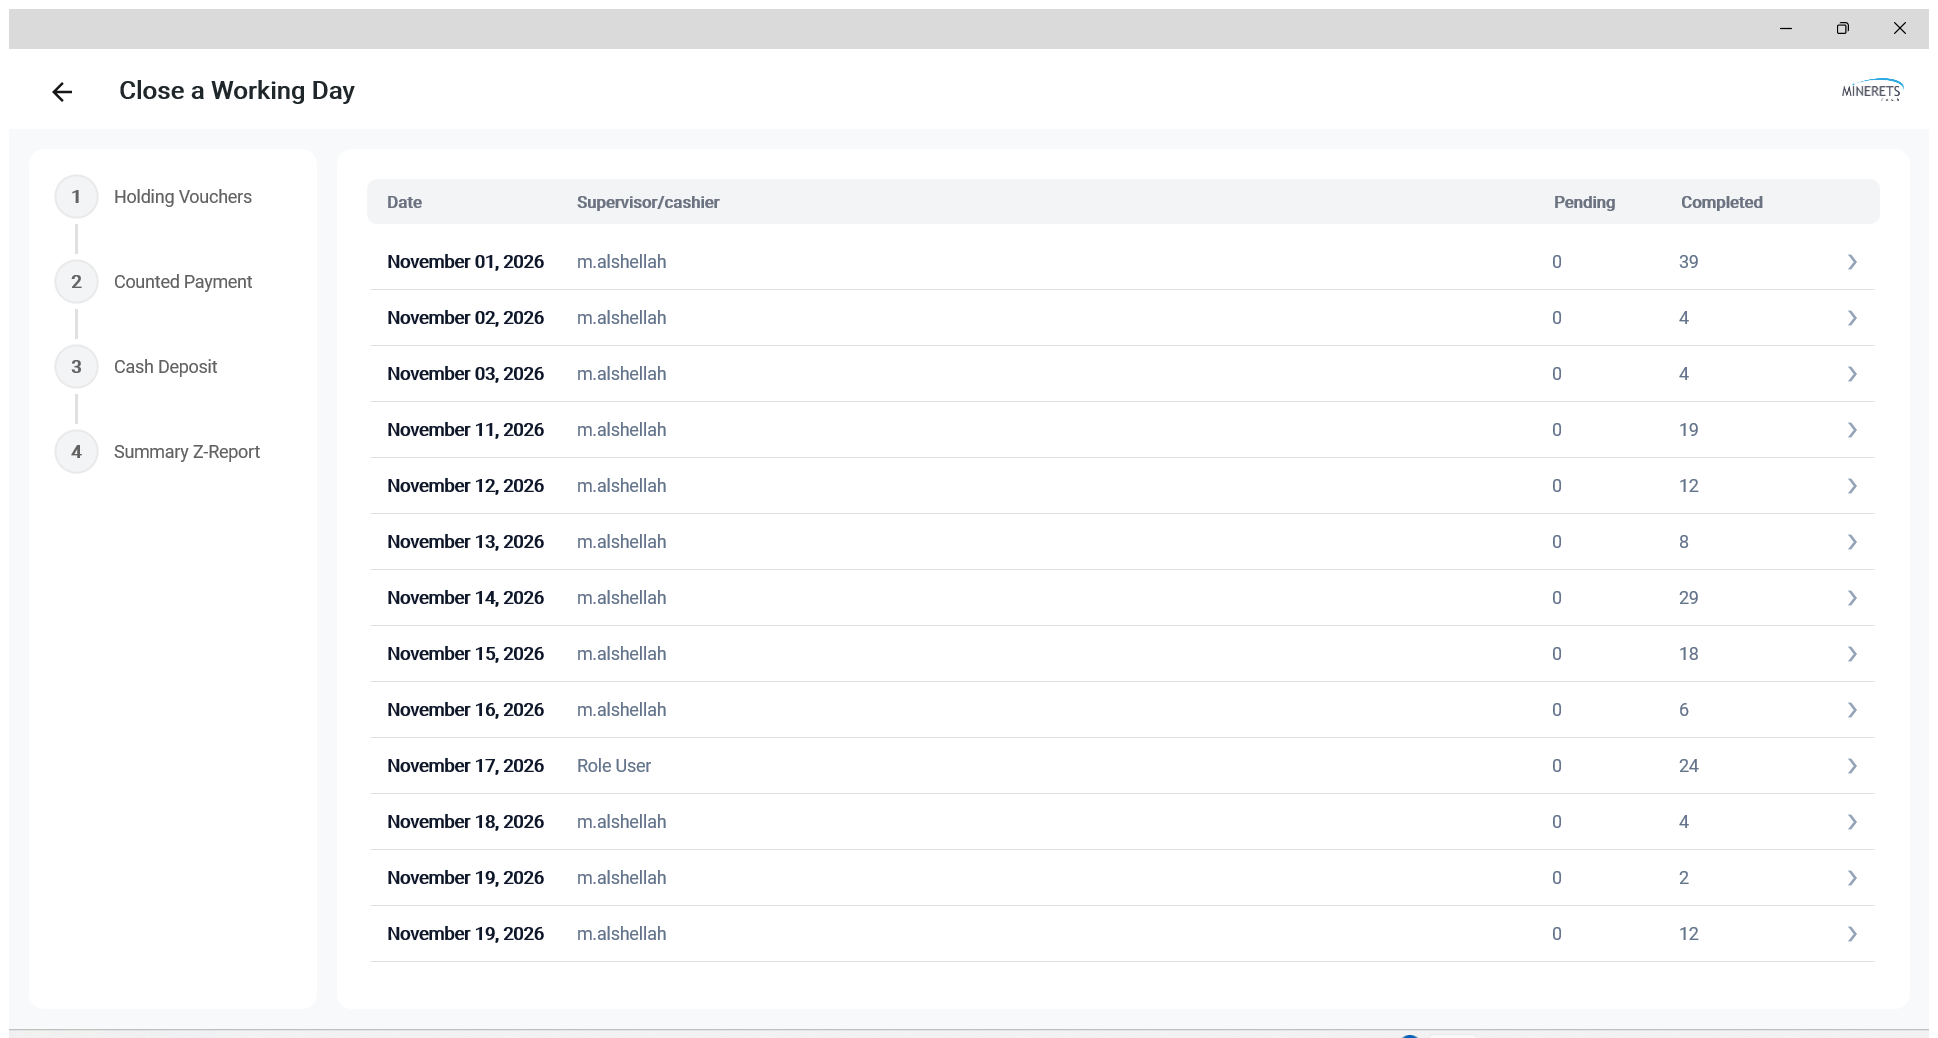 Close a Working Day
MINERETS
1 Holding Vouchers
2 Counted Payment
3 Cash Deposit
4 Summary Z-Report
Date Supervisor/cashier Pending Completed
November 01, 2026 m.alshellah 0 39
November 02, 2026 m.alshellah 0 4
November 03, 2026 m.alshellah 0 4
November 11, 2026 m.alshellah 0 19
November 12, 2026 m.alshellah 0 12
November 13, 2026 m.alshellah 0 8
November 14, 2026 m.alshellah 0 29
November 15, 2026 m.alshellah 0 18
November 16, 2026 m.alshellah 0 6
November 17, 2026 Role User 0 24
November 18, 2026 m.alshellah 0 4
November 19, 2026 m.alshellah 0 2
November 19, 2026 m.alshellah 0 12